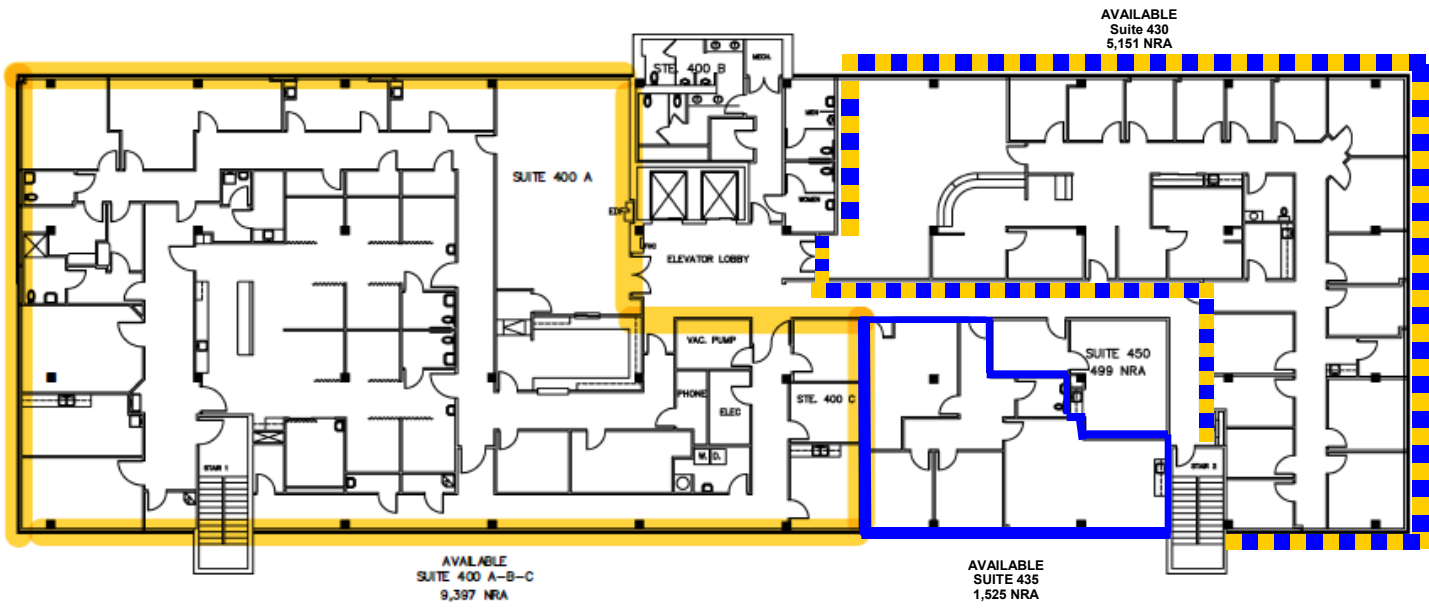 AVAILABLE
Suite 430
5,151 NRA
STE. 400 B
MECH.
MEN
SUITE 400 A
WOMEN
EDF
ELEVATOR LOBBY
VAC. PUMP
SUITE 450
499 NRA
PHONE
ELEC
STE. 400 C
W.
D.
STAIR 1
STAIR 2
AVAILABLE
SUITE 400 A-B-C
9,397 NRA
AVAILABLE
SUITE 435
1,525 NRA